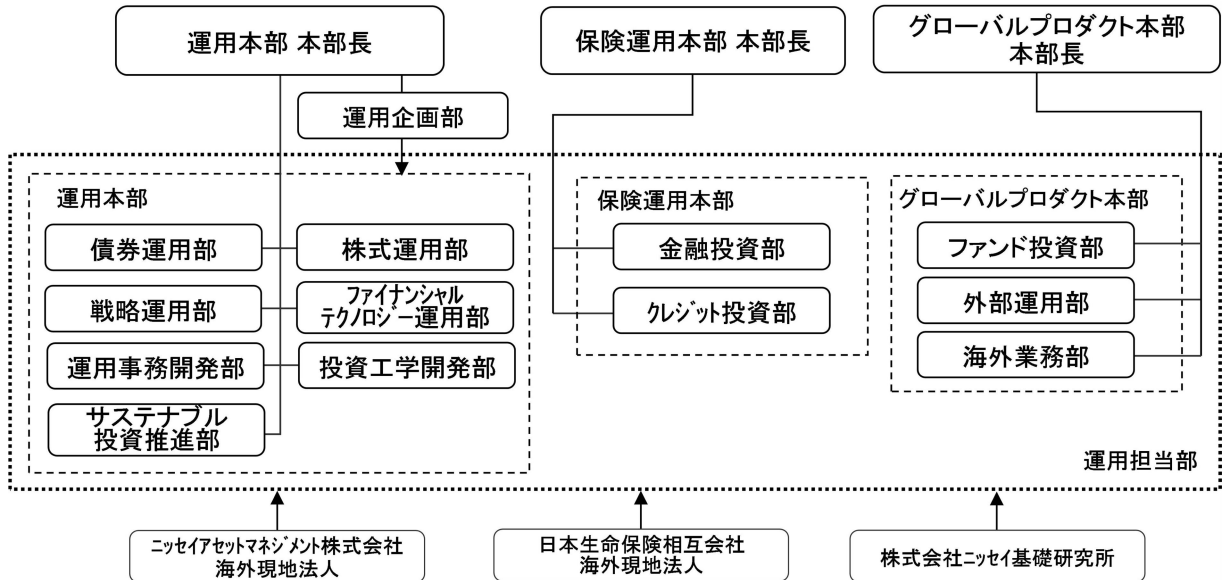 運用本部 本部長
保険運用本部 本部長
グローバルプロダクト本部
本部長
運用企画部
運用本部
債券運用部
株式運用部
戦略運用部
ファイナンシャル
テクノロジー運用部
運用事務開発部
投資工学開発部
サステナブル
投資推進部
保険運用本部
金融投資部
クレジット投資部
グローバルプロダクト本部
ファンド投資部
外部運用部
海外業務部
運用担当部
ニッセイアセットマネジメント株式会社
海外現地法人
日本生命保険相互会社
海外現地法人
株式会社ニッセイ基礎研究所